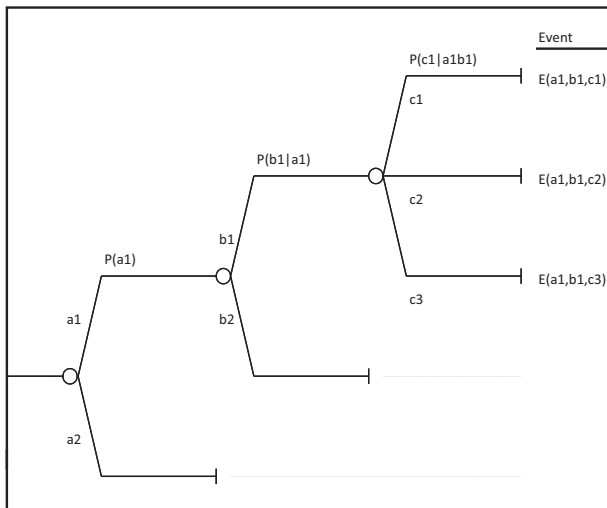 Event
P(c1|a1b1)
E(a1,b1,c1)
c1
P(b1|a1)
E(a1,b1,c2)
c2
b1
P(a1)
E(a1,b1,c3)
c3
a1
b2
a2